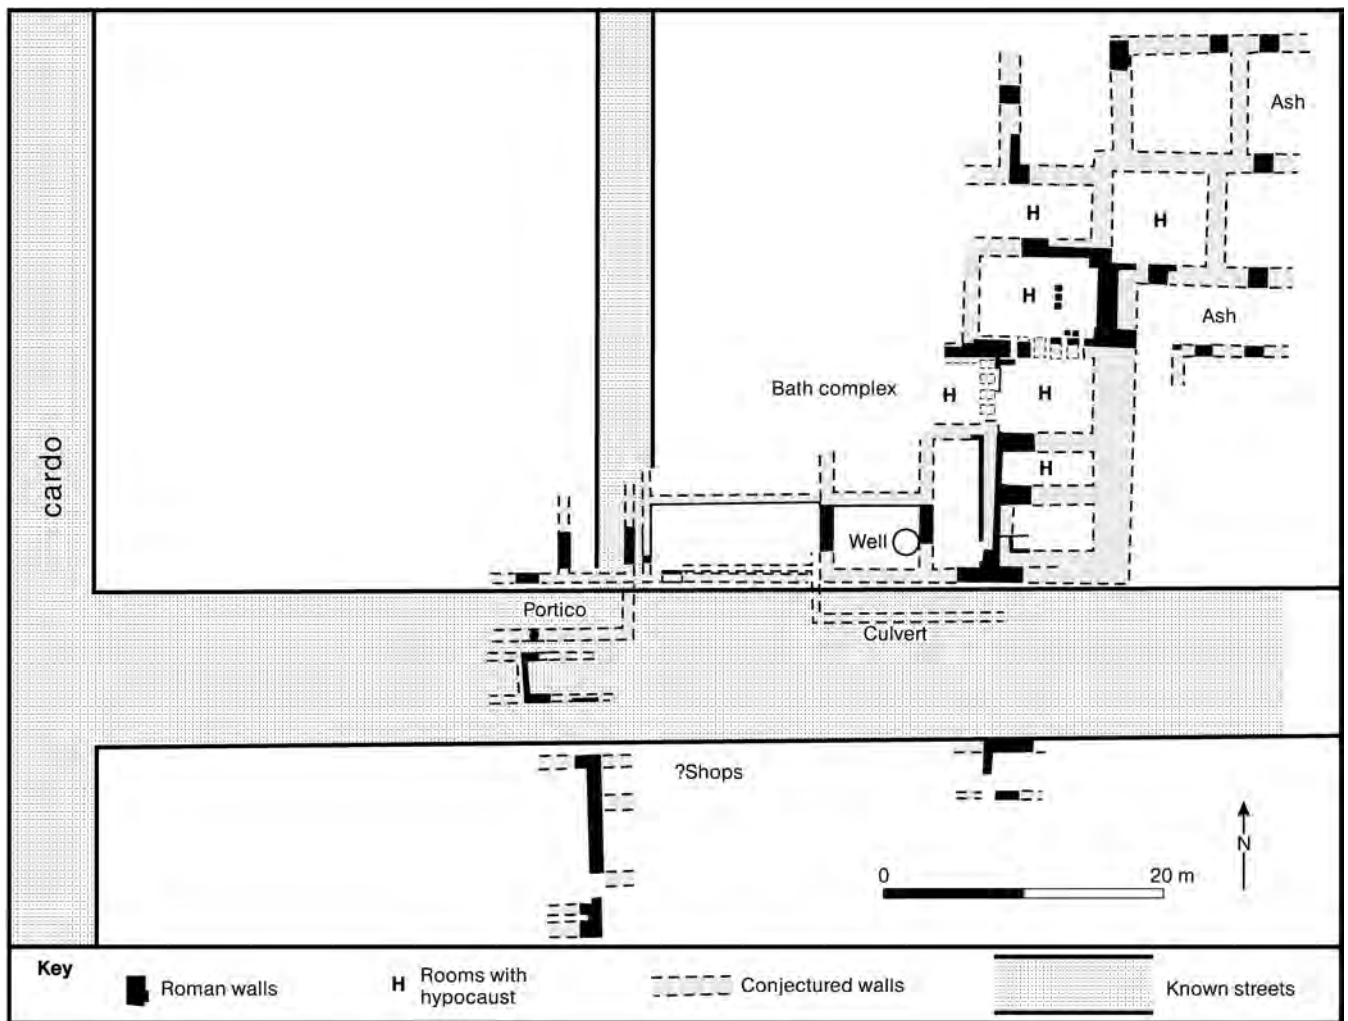 Ash
H
H
H
Ash
Bath complex
H
H
cardo
H
Well
Portico
Culvert
?Shops
N
0
20 m
Key
Roman walls
H
Rooms with
hypocaust
Conjectured walls
Known streets